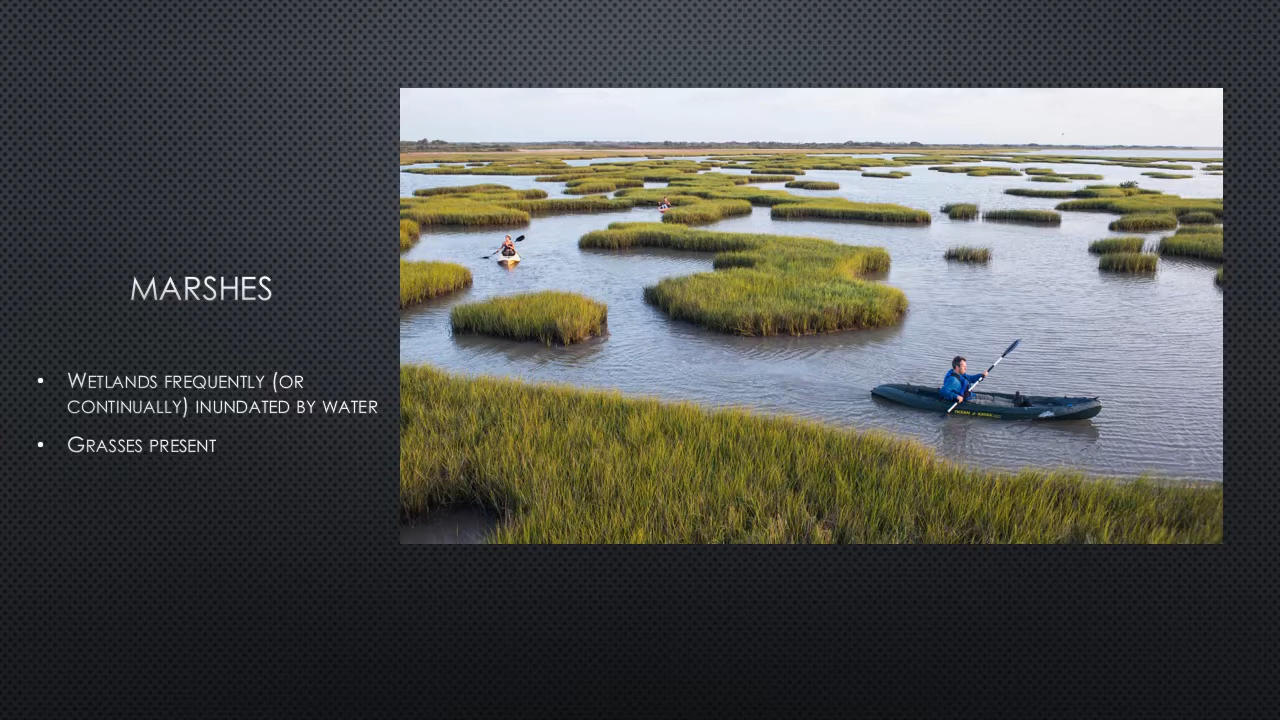 MARSHES
• Wetlands frequently (or
continually) inundated by water
• Grasses present